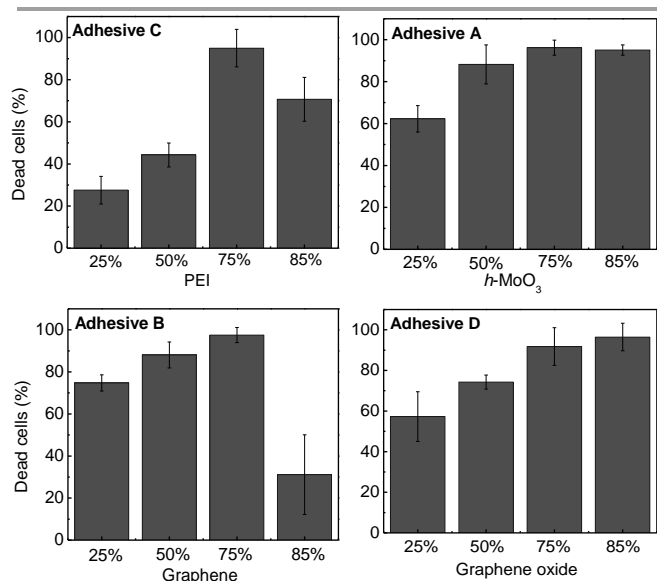 Adhesive C
Dead cells (%)
100
80
60
40
20
0
25% 50% 75% 85%
PEI
Adhesive A
100
80
60
40
20
0
25% 50% 75% 85%
h-MoO₃
Adhesive B
Dead cells (%)
100
80
60
40
20
0
25% 50% 75% 85%
Graphene
Adhesive D
100
80
60
40
20
0
25% 50% 75% 85%
Graphene oxide